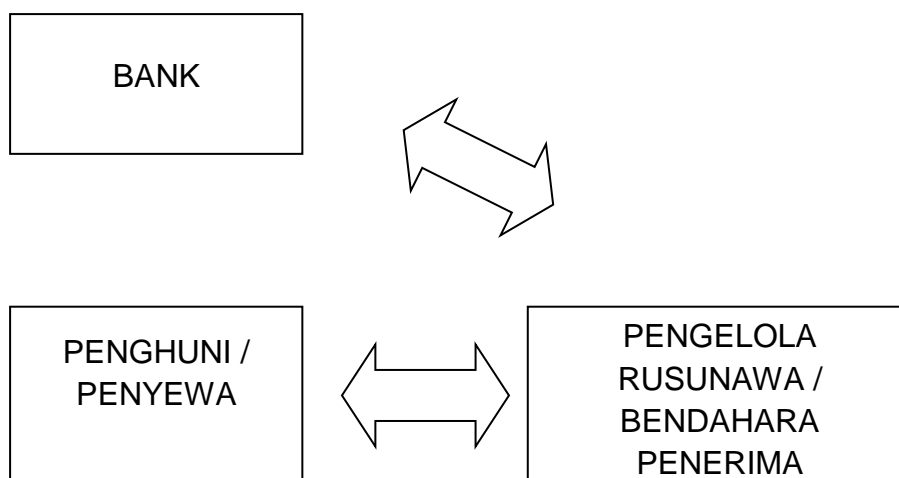 BANK
PENGHUNI /
PENYEWA
PENGELOLA
RUSUNAWA /
BENDAHARA
PENERIMA